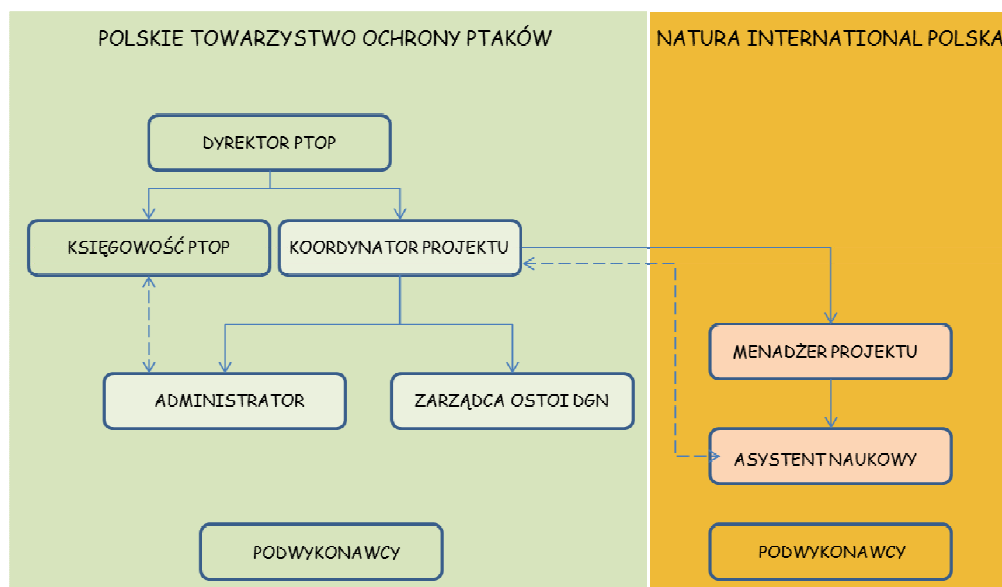 POLSKIE TOWARZYSTWO OCHRONY PTAKÓW
NATURA INTERNATIONAL POLSKA
DYREKTOR PTOP
KSIĘGOWOŚĆ PTOP
KOORDYNATOR PROJEKTU
MENADŻER PROJEKTU
ADMINISTRATOR
ZARZĄDCA OSTOI DGN
ASYSTENT NAUKOWY
PODWYKONAWCY
PODWYKONAWCY